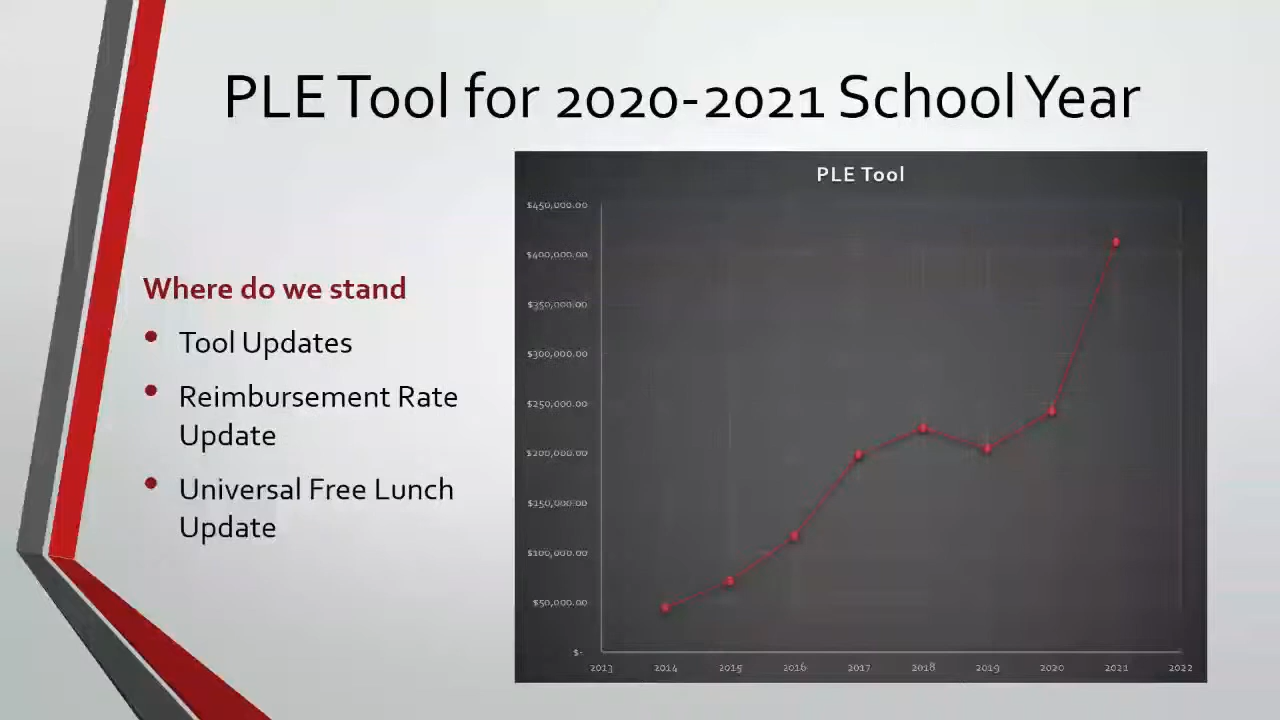 PLE Tool for 2020-2021 School Year
Where do we stand
• Tool Updates
• Reimbursement Rate
Update
• Universal Free Lunch
Update
PLE Tool
$450,000.00
$400,000.00
$350,000.00
$300,000.00
$250,000.00
$200,000.00
$150,000.00
$100,000.00
$50,000.00
$-
2013 2014 2015 2016 2017 2018 2019 2020 2021 2022